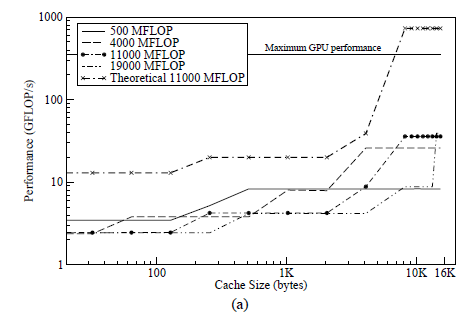 1000
500 MFLOP
4000 MFLOP
11000 MFLOP
19000 MFLOP
Theoretical 11000 MFLOP
Maximum GPU performance
Performance (GFLOP/s)
100
10
1
100
1K
10K 16K
Cache Size (bytes)
(a)